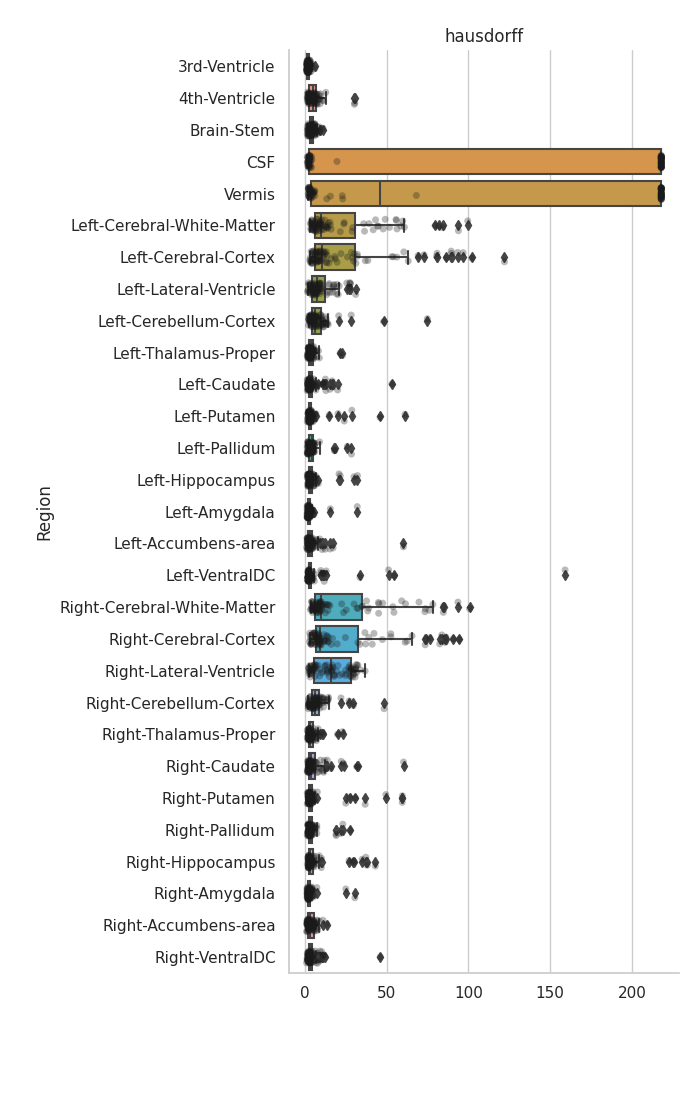 hausdorff
3rd-Ventricle
4th-Ventricle
Brain-Stem
CSF
Vermis
Left-Cerebral-White-Matter
Left-Cerebral-Cortex
Left-Lateral-Ventricle
Left-Cerebellum-Cortex
Left-Thalamus-Proper
Left-Caudate
Left-Putamen
Left-Pallidum
Left-Hippocampus
Left-Amygdala
Left-Accumbens-area
Left-VentralDC
Right-Cerebral-White-Matter
Right-Cerebral-Cortex
Right-Lateral-Ventricle
Right-Cerebellum-Cortex
Right-Thalamus-Proper
Right-Caudate
Right-Putamen
Right-Pallidum
Right-Hippocampus
Right-Amygdala
Right-Accumbens-area
Right-VentralDC
Region
0 50 100 150 200